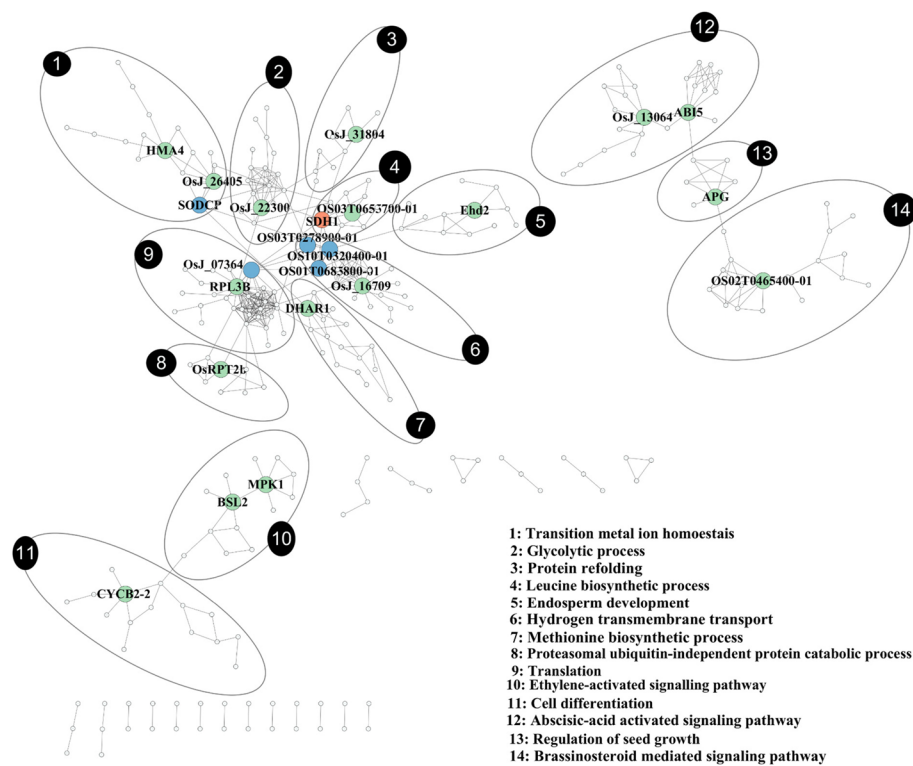 3
12
1
2
OsJ_31804
OsJ_13064
ABI5
HMA4
4
13
OsJ_26405
SODCP
OsJ_22300
OS03T0653700-01
SDH1
Ehd2
APG
5
14
9
OS03T0278900-01
OS10T0320400-01
OsJ_07364
OS01T0683800-01
OsJ_16709
RPL3B
DHAR1
OS02T0465400-01
6
8
OsRPT2b
7
MPK1
BSL2
10
11
CYCB2-2
1: Transition metal ion homoestais
2: Glycolytic process
3: Protein refolding
4: Leucine biosynthetic process
5: Endosperm development
6: Hydrogen transmembrane transport
7: Methionine biosynthetic process
8: Proteasomal ubiquitin-independent protein catabolic process
9: Translation
10: Ethylene-activated signalling pathway
11: Cell differentiation
12: Abscisic-acid activated signaling pathway
13: Regulation of seed growth
14: Brassinosteroid mediated signaling pathway